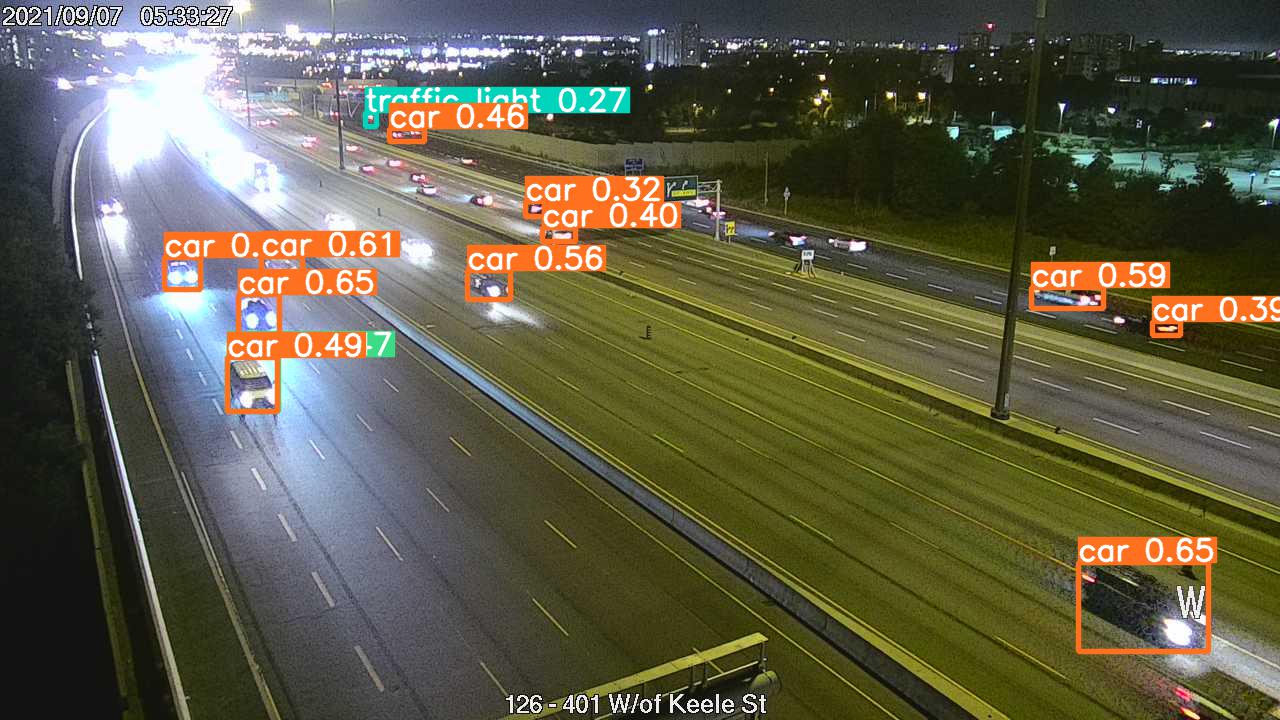 2021/09/07 05:33:27
traffic light 0.27
car 0.46
car 0.32
car 0.40
car 0.
car 0.61
car 0.56
car 0.65
car 0.59
car 0.39
car 0.49
-7
car 0.65
W
126 - 401 W/of Keele St